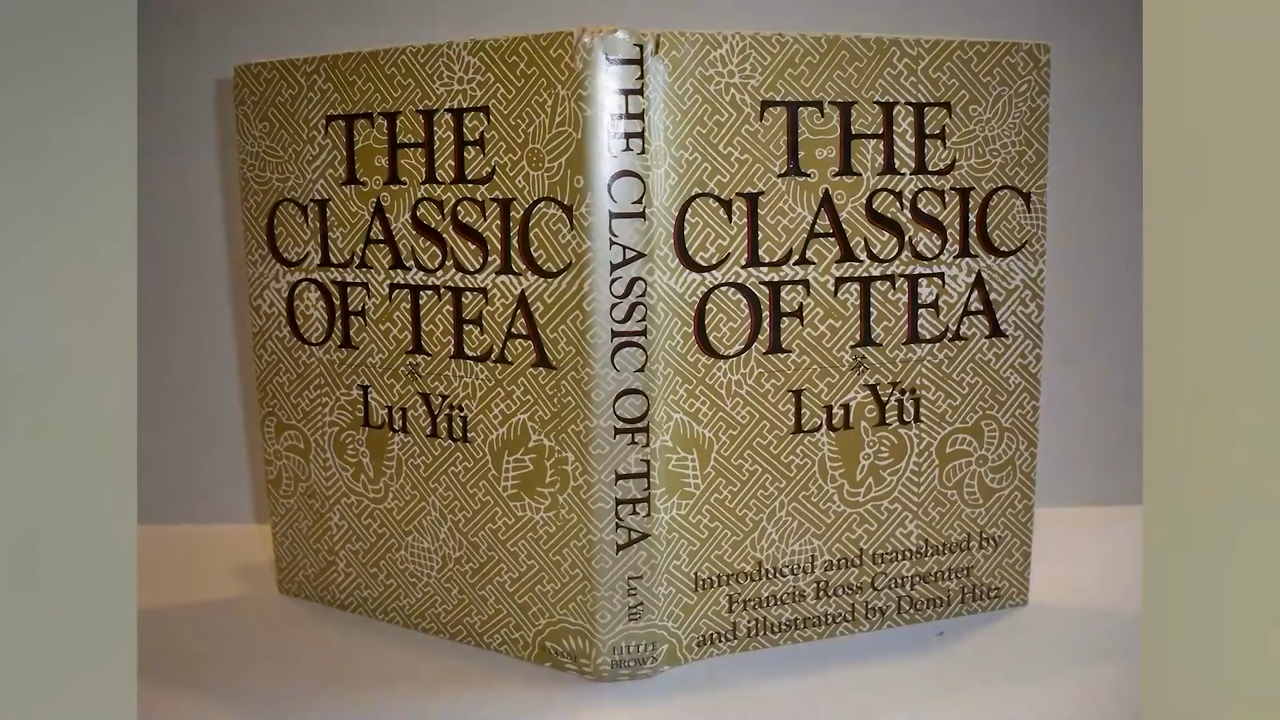 THE
CLASSIC
OF TEA
Lu Yü
THE CLASSIC OF TEA Lu Yü
LITTLE
BROWN
THE
CLASSIC
OF TEA
茶
Lu Yü
Introduced and translated by
Francis Ross Carpenter
and illustrated by Demi Hitz